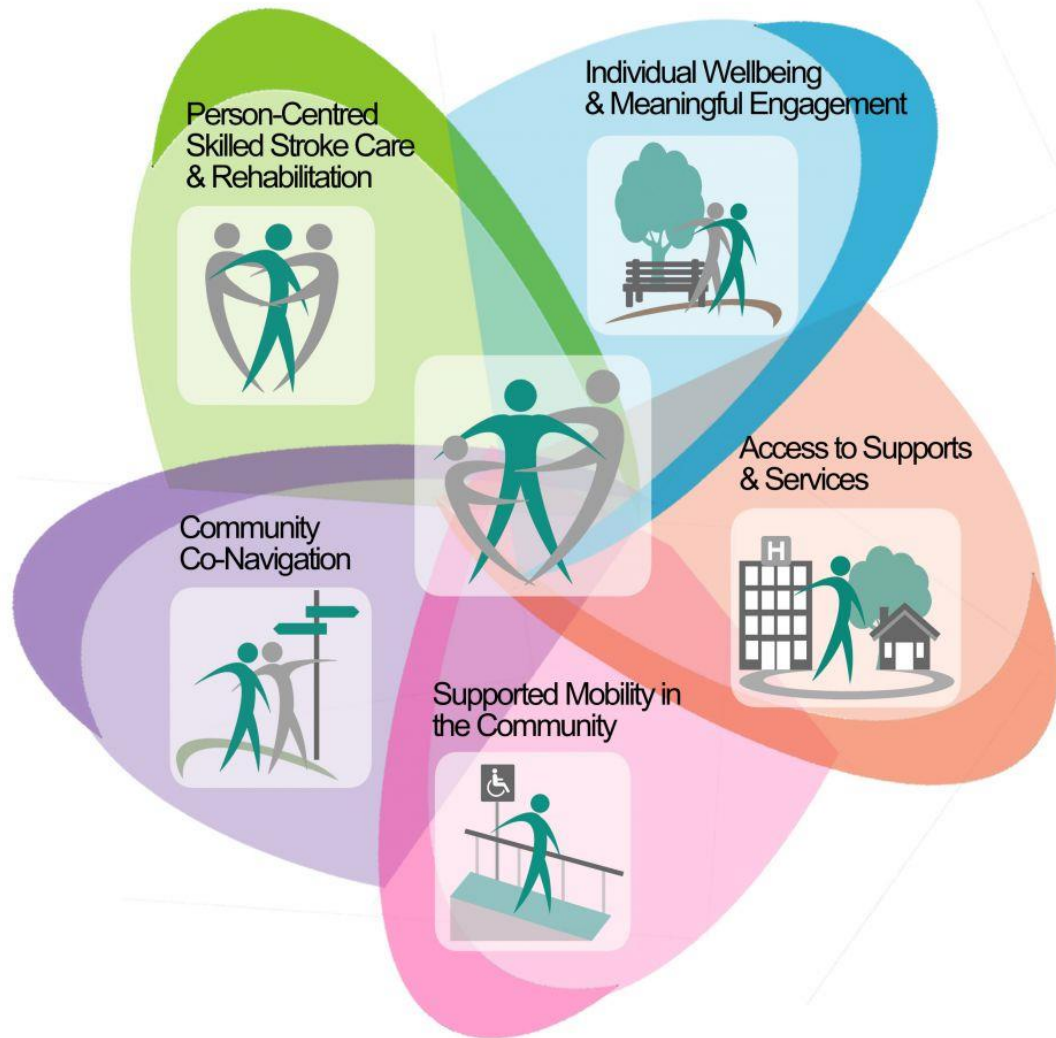 Individual Wellbeing
& Meaningful Engagement
Person-Centred
Skilled Stroke Care
& Rehabilitation
Access to Supports
& Services
H
Community
Co-Navigation
Supported Mobility in
the Community